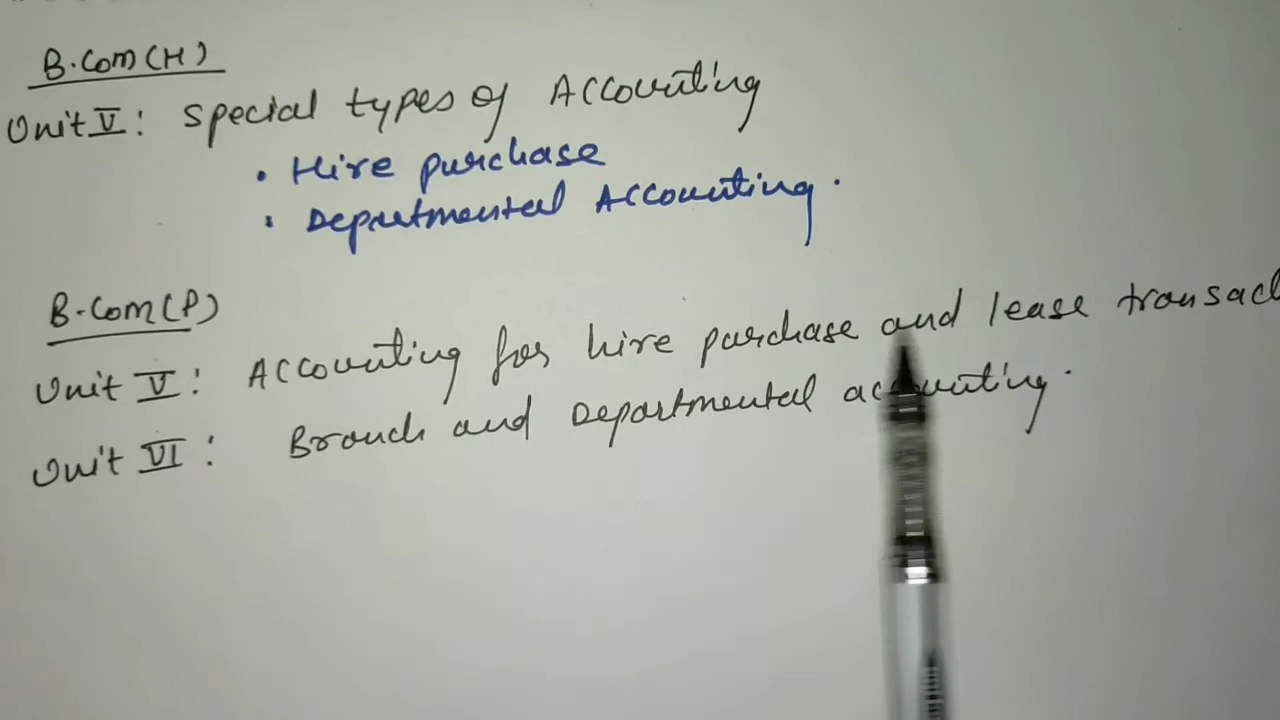 B.Com(H)
Unit V: Special types of Accounting
• Hire purchase
• Departmental Accounting.
B.Com(P)
Unit V: Accounting for hire purchase and lease transac
Unit VI: Branch and Departmental accounting.